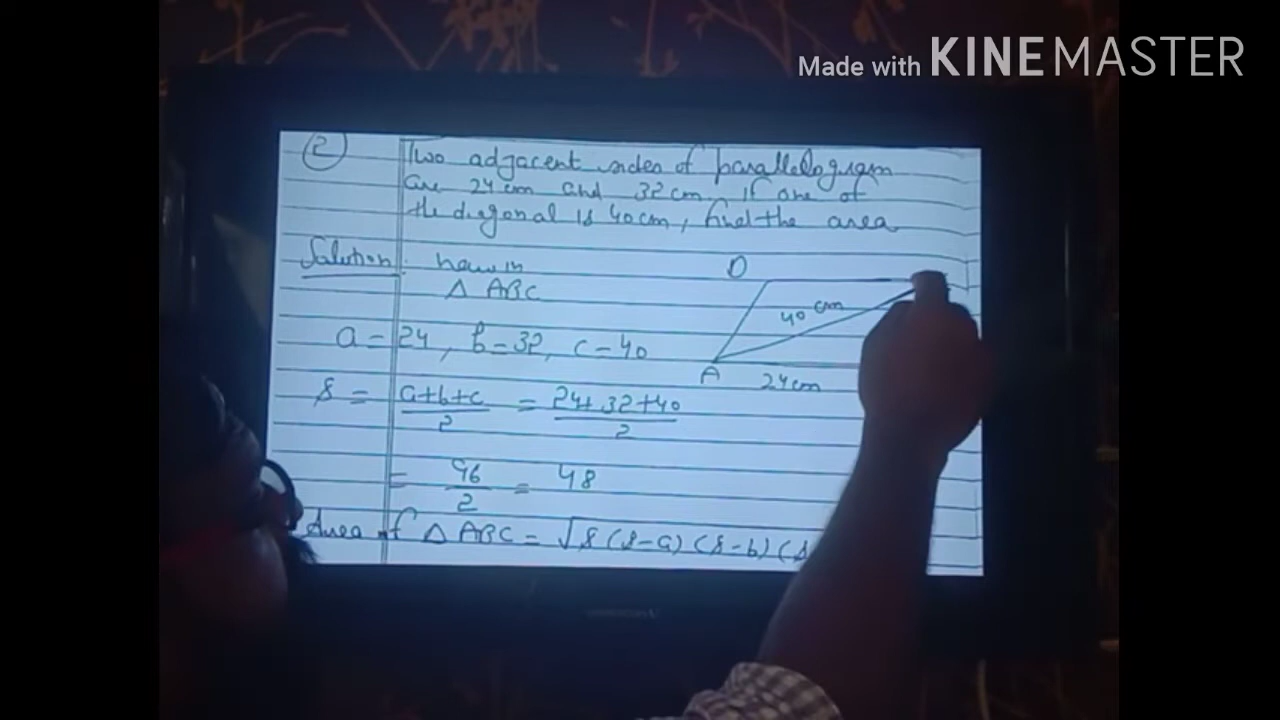 Made with KINEMASTER
2 Two adjacent sides of parallelogram
are 24 cm and 32 cm. If one of
the diagonal is 40 cm, find the area
Solution: now in
D
Δ ABC
40 cm
a = 24, b = 32, c = 40
A 24 cm
s = a+b+c / 2 = 24+32+40 / 2
= 96 / 2 = 48
Area of Δ ABC = √s (s-a) (s-b) (s